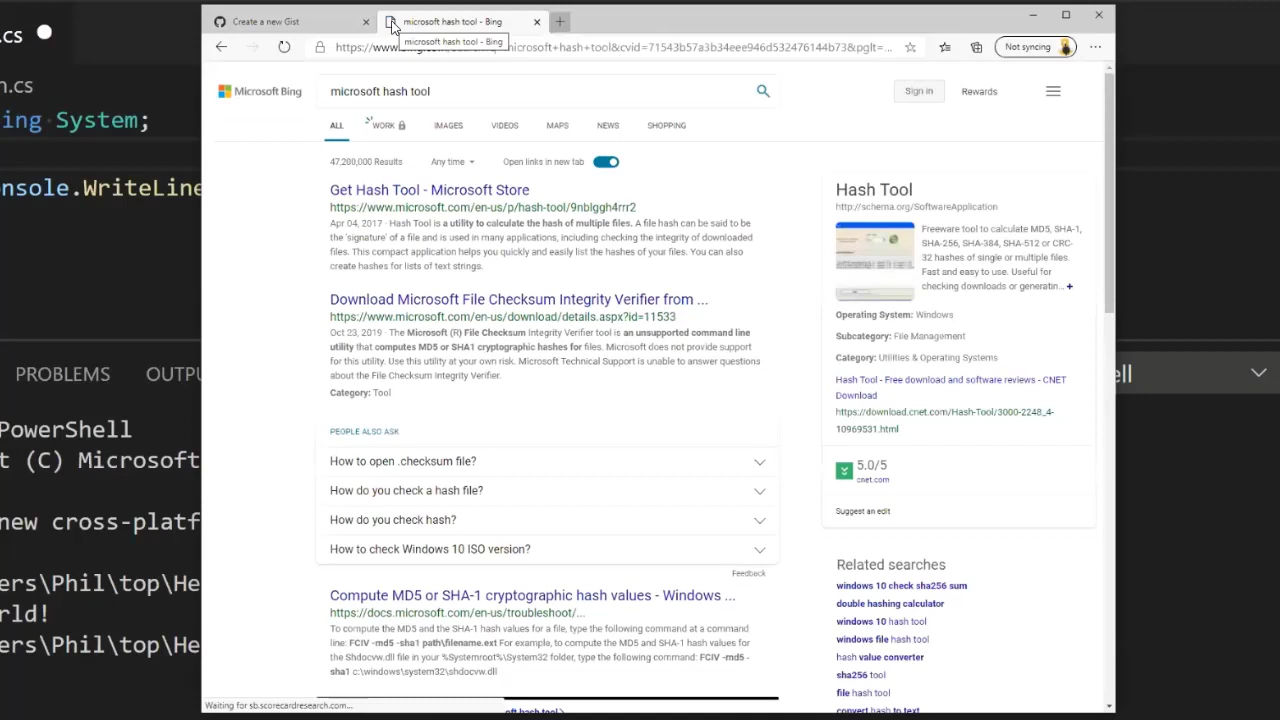 Create a new Gist
microsoft hash tool - Bing
microsoft hash tool - Bing
https://www.
microsoft+hash+tool&cvid=71543b57a3b34eee946d532476144b73&pglt=...
Not syncing
Microsoft Bing
microsoft hash tool
Sign in
Rewards
ALL
WORK
IMAGES
VIDEOS
MAPS
NEWS
SHOPPING
47,200,000 Results
Any time
Open links in new tab
Get Hash Tool - Microsoft Store
https://www.microsoft.com/en-us/p/hash-tool/9nblggh4rrr2
Apr 04, 2017 · Hash Tool is a utility to calculate the hash of multiple files. A file hash can be said to be
the 'signature' of a file and is used in many applications, including checking the integrity of downloaded
files. This compact application helps you quickly and easily list the hashes of your files. You can also
create hashes for lists of text strings.
Download Microsoft File Checksum Integrity Verifier from ...
https://www.microsoft.com/en-us/download/details.aspx?id=11533
Oct 23, 2019 · The Microsoft (R) File Checksum Integrity Verifier tool is an unsupported command line
utility that computes MD5 or SHA1 cryptographic hashes for files. Microsoft does not provide support
for this utility. Use this utility at your own risk. Microsoft Technical Support is unable to answer questions
about the File Checksum Integrity Verifier.
Category: Tool
PEOPLE ALSO ASK
How to open .checksum file?
How do you check a hash file?
How do you check hash?
How to check Windows 10 ISO version?
Feedback
Compute MD5 or SHA-1 cryptographic hash values - Windows ...
https://docs.microsoft.com/en-us/troubleshoot/...
To compute the MD5 and the SHA-1 hash values for a file, type the following command at a command
line: FCIV -md5 -sha1 path\filename.ext For example, to compute the MD5 and SHA-1 hash values for
the Shdocvw.dll file in your %Systemroot%\System32 folder, type the following command: FCIV -md5 -
sha1 c:\windows\system32\shdocvw.dll
oft hash tool>
Waiting for sb.scorecardresearch.com...
Hash Tool
http://schema.org/SoftwareApplication
Freeware tool to calculate MD5, SHA-1,
SHA-256, SHA-384, SHA-512 or CRC-
32 hashes of single or multiple files.
Fast and easy to use. Useful for
checking downloads or generatin... +
Operating System: Windows
Subcategory: File Management
Category: Utilities & Operating Systems
Hash Tool - Free download and software reviews - CNET
Download
https://download.cnet.com/Hash-Tool/3000-2248_4-
10969531.html
5.0/5
cnet.com
Suggest an edit
Related searches
windows 10 check sha256 sum
double hashing calculator
windows 10 hash tool
windows file hash tool
hash value converter
sha256 tool
file hash tool
convert hash to text
.cs
n.cs
ing System;
onsole.WriteLine
PROBLEMS
OUTPU
ell
PowerShell
t (C) Microsoft
new cross-platf
ers\Phil\top\He
rld!
ers\Phil\top\He